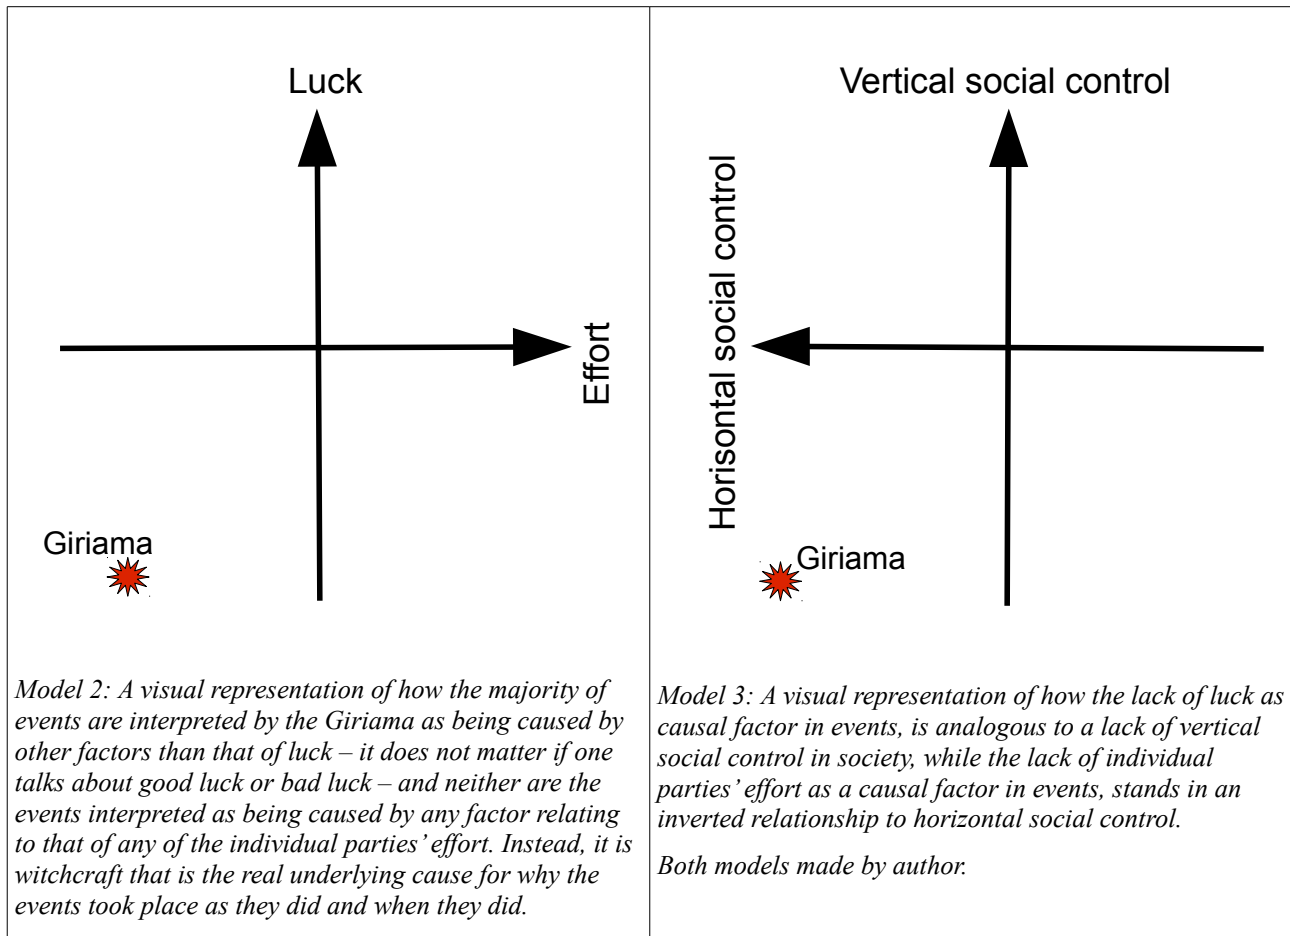 Luck
Effort
Giriama
Model 2: A visual representation of how the majority of
events are interpreted by the Giriama as being caused by
other factors than that of luck – it does not matter if one
talks about good luck or bad luck – and neither are the
events interpreted as being caused by any factor relating
to that of any of the individual parties’ effort. Instead, it is
witchcraft that is the real underlying cause for why the
events took place as they did and when they did.
Vertical social control
Horisontal social control
Giriama
Model 3: A visual representation of how the lack of luck as
causal factor in events, is analogous to a lack of vertical
social control in society, while the lack of individual
parties’ effort as a causal factor in events, stands in an
inverted relationship to horizontal social control.
Both models made by author.